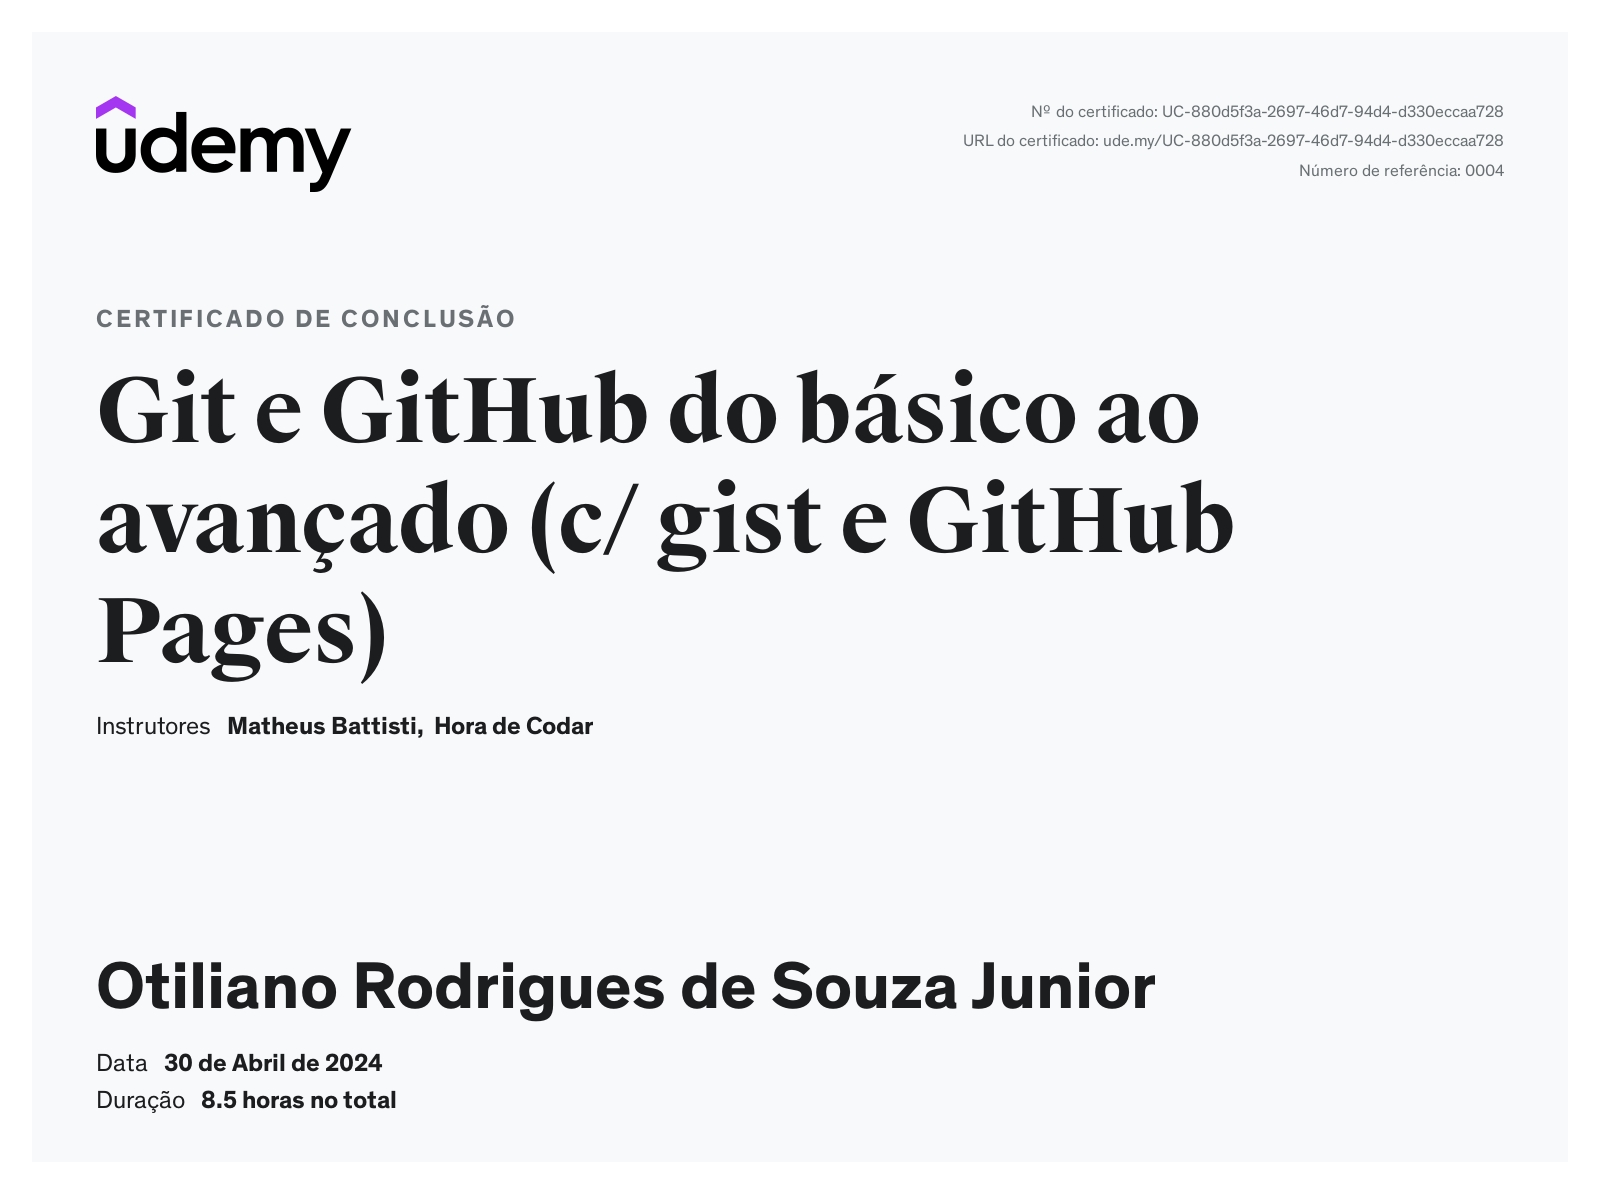 udemy
Nº do certificado: UC-880d5f3a-2697-46d7-94d4-d330eccaa728
URL do certificado: ude.my/UC-880d5f3a-2697-46d7-94d4-d330eccaa728
Número de referência: 0004
CERTIFICADO DE CONCLUSÃO
Git e GitHub do básico ao
avançado (c/ gist e GitHub
Pages)
Instrutores Matheus Battisti, Hora de Codar
Otiliano Rodrigues de Souza Junior
Data 30 de Abril de 2024
Duração 8.5 horas no total